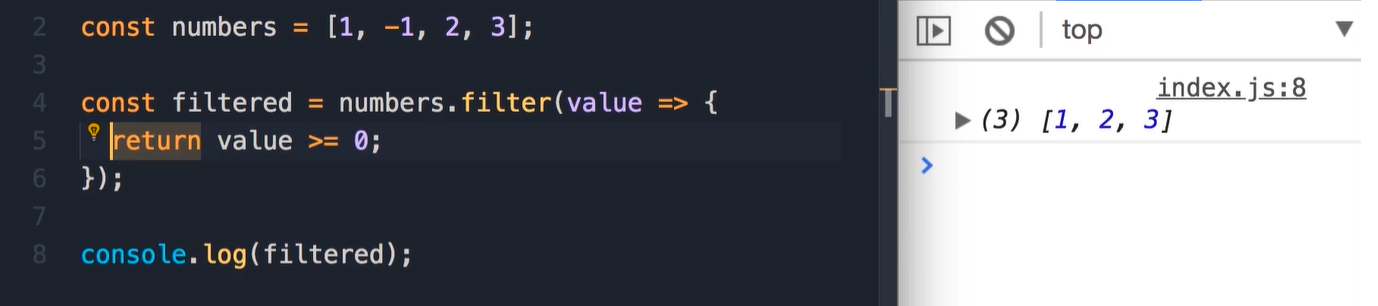 2 const numbers = [1, -1, 2, 3];
3
4 const filtered = numbers.filter(value => {
5 return value >= 0;
6 });
7
8 console.log(filtered);
top
index.js:8
(3) [1, 2, 3]